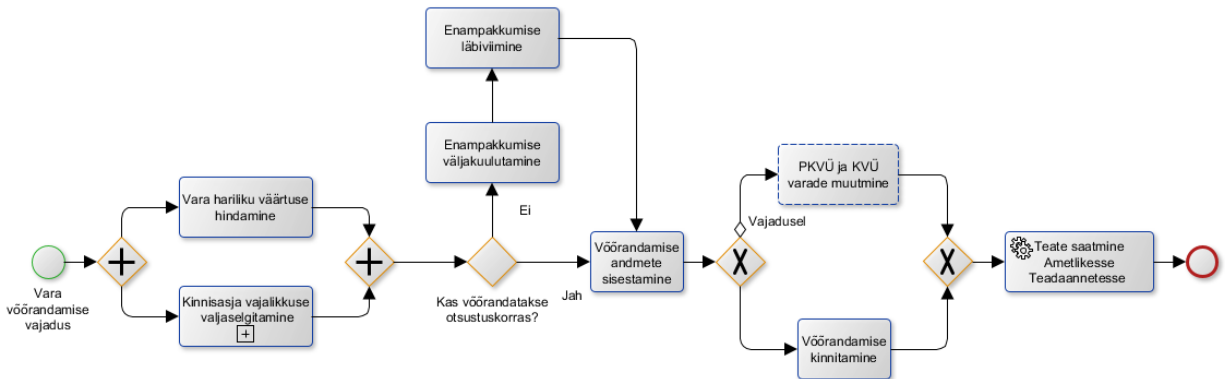 Enampakkumise
läbiviimine
Enampakkumise
väljakuulutamine
PKVÜ ja KVÜ
varade muutmine
Vara hariliku väärtuse
hindamine
Ei
Vajadusel
Vara
võõrandamise
vajadus
Kinnisasja vajalikkuse
valjaselgitamine
Kas võõrandatakse
otsustuskorras?
Jah
Võõrandamise
andmete
sisestamine
Võõrandamise
kinnitamine
Teate saatmine
Ametlikesse
Teadaannetesse